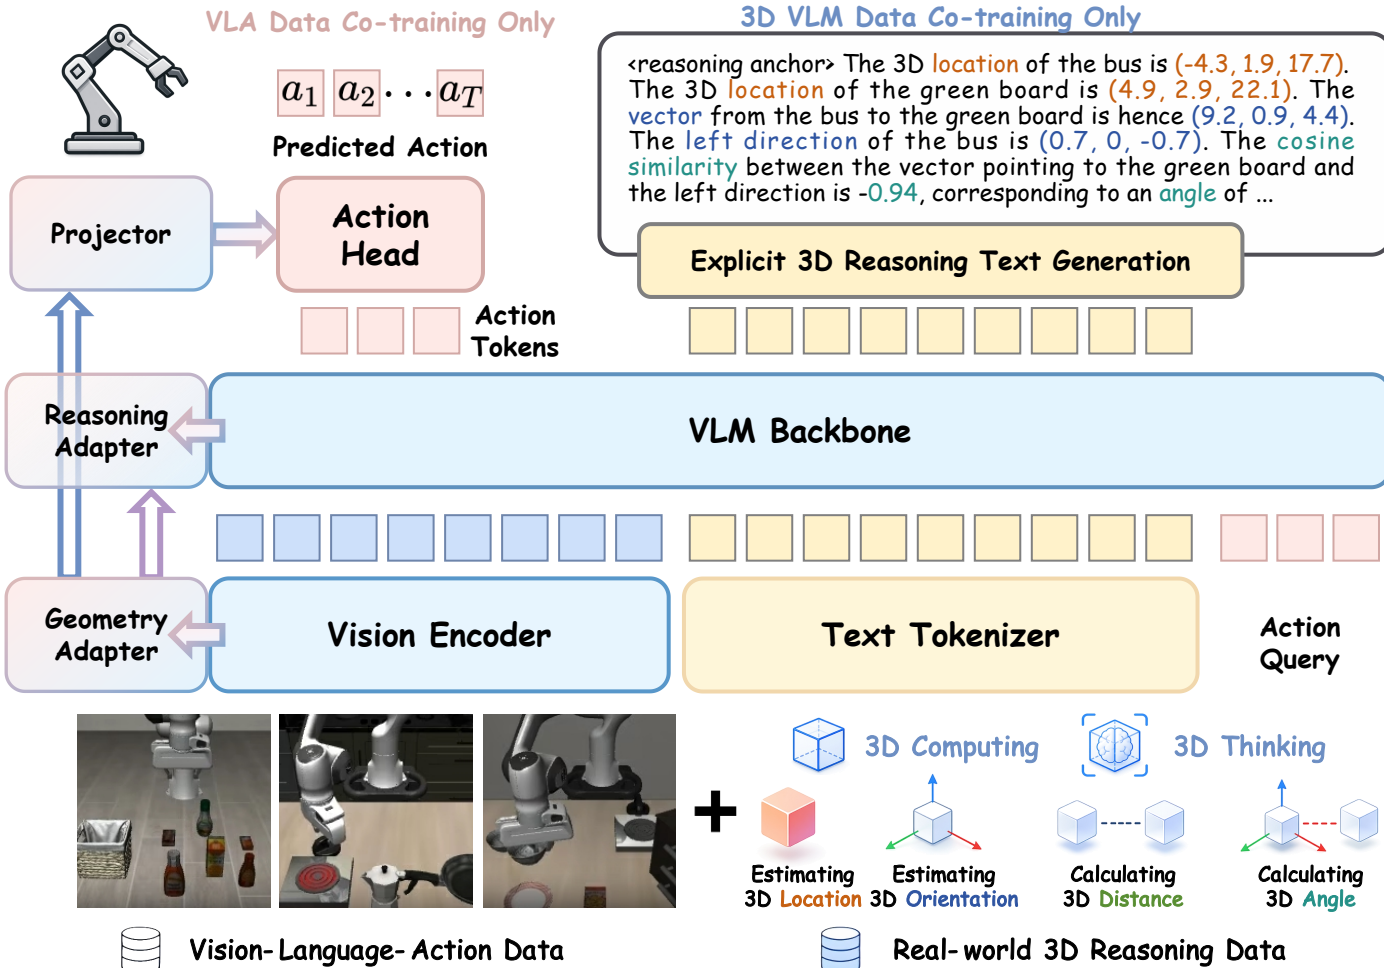 VLA Data Co-training Only
3D VLM Data Co-training Only
a1 a2 ... aT
Predicted Action
<reasoning anchor> The 3D location of the bus is (-4.3, 1.9, 17.7).
The 3D location of the green board is (4.9, 2.9, 22.1). The
vector from the bus to the green board is hence (9.2, 0.9, 4.4).
The left direction of the bus is (0.7, 0, -0.7). The cosine
similarity between the vector pointing to the green board and
the left direction is -0.94, corresponding to an angle of ...
Projector
Action
Head
Explicit 3D Reasoning Text Generation
Action
Tokens
Reasoning
Adapter
VLM Backbone
Geometry
Adapter
Vision Encoder
Text Tokenizer
Action
Query
3D Computing
3D Thinking
+
Estimating
3D Location
Estimating
3D Orientation
Calculating
3D Distance
Calculating
3D Angle
Vision-Language-Action Data
Real-world 3D Reasoning Data